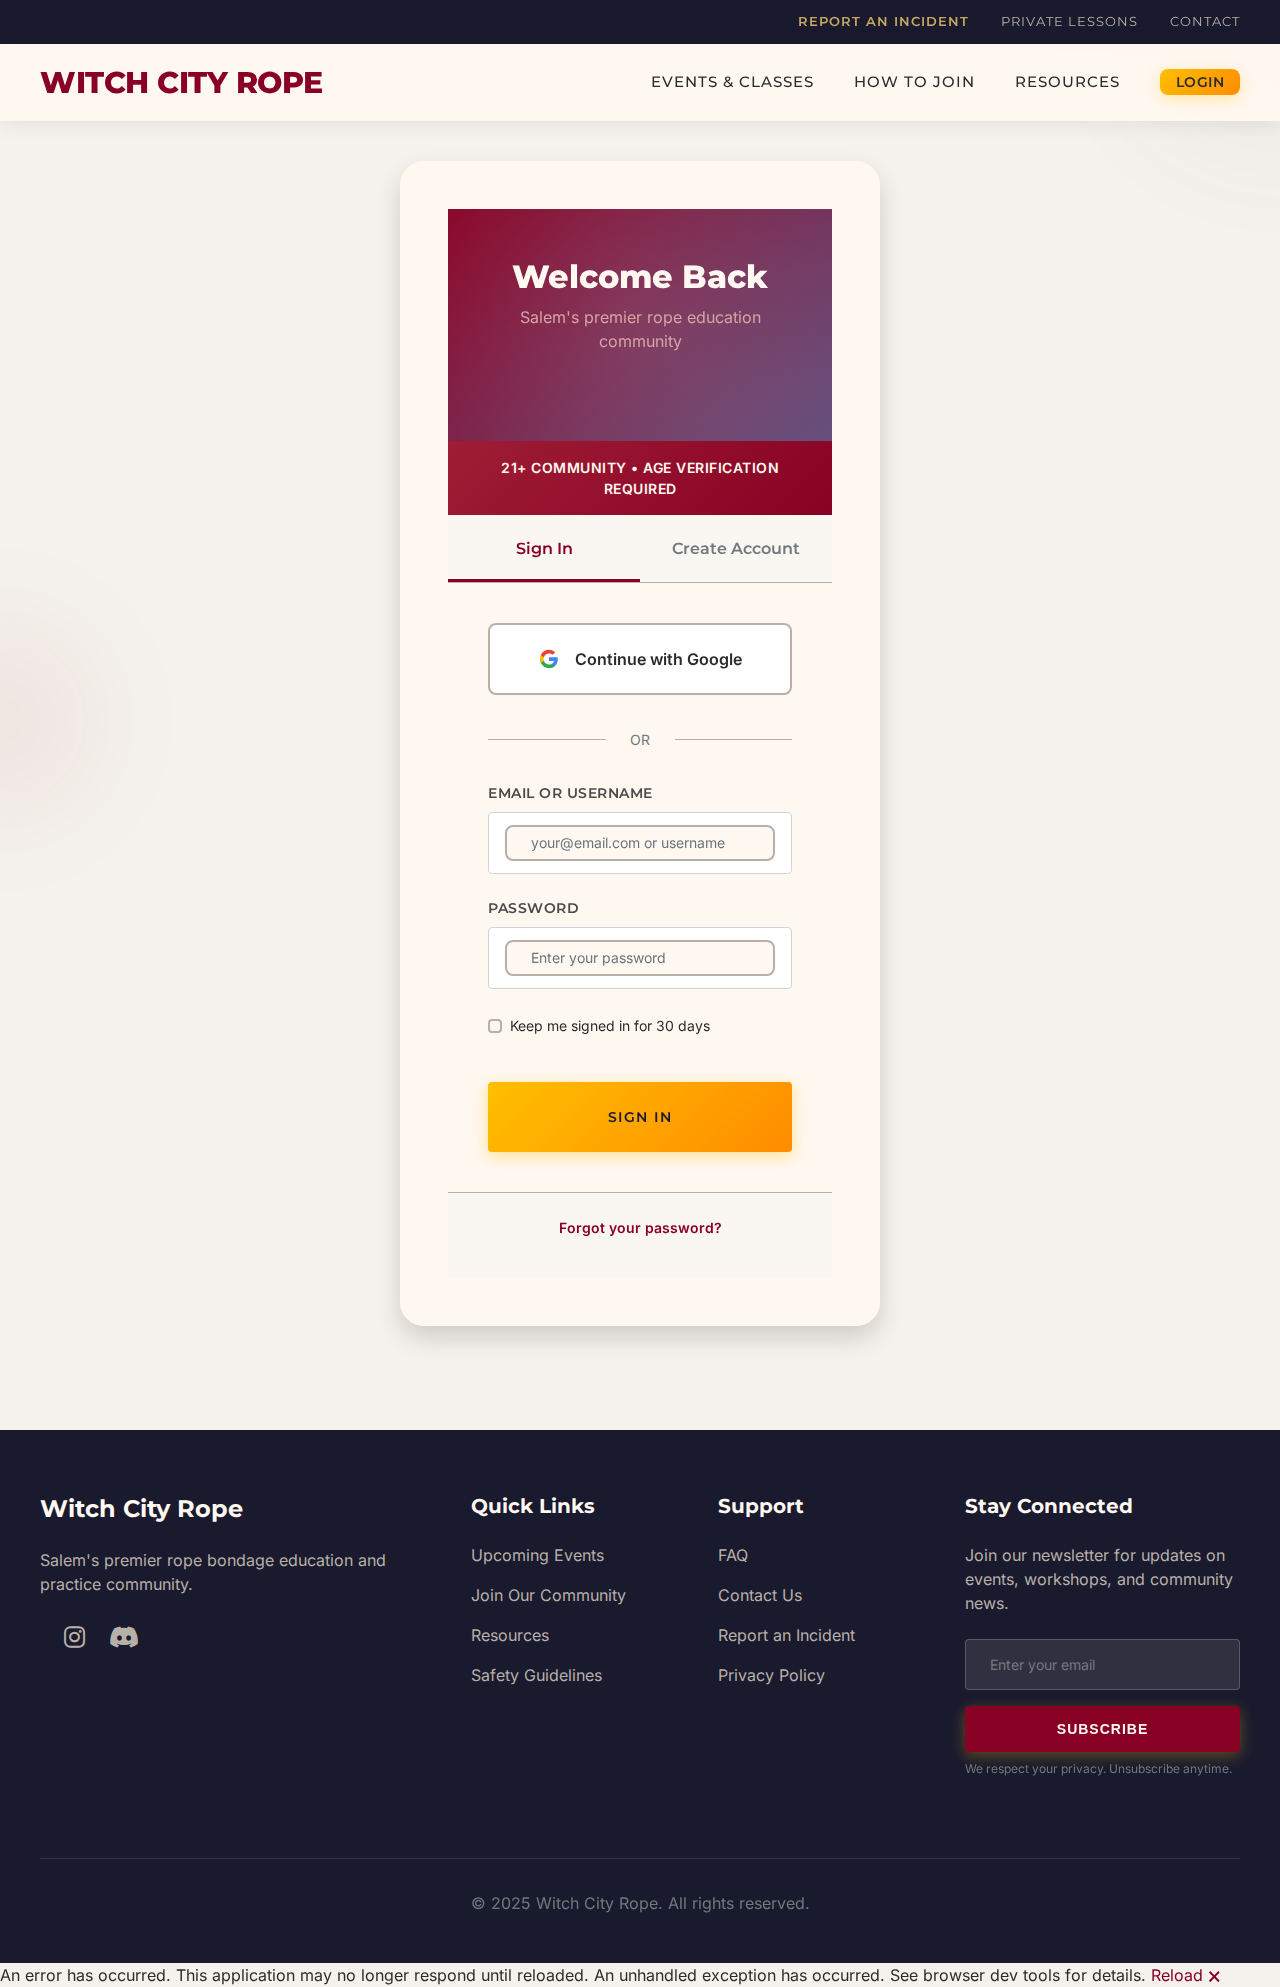 REPORT AN INCIDENT PRIVATE LESSONS CONTACT
WITCH CITY ROPE EVENTS & CLASSES HOW TO JOIN RESOURCES LOGIN
Welcome Back
Salem's premier rope education
community
21+ COMMUNITY • AGE VERIFICATION
REQUIRED
Sign In Create Account
Continue with Google
OR
EMAIL OR USERNAME
your@email.com or username
PASSWORD
Enter your password
Keep me signed in for 30 days
SIGN IN
Forgot your password?
Witch City Rope
Salem's premier rope bondage education and
practice community.
Quick Links
Upcoming Events
Join Our Community
Resources
Safety Guidelines
Support
FAQ
Contact Us
Report an Incident
Privacy Policy
Stay Connected
Join our newsletter for updates on
events, workshops, and community
news.
Enter your email
SUBSCRIBE
We respect your privacy. Unsubscribe anytime.
© 2025 Witch City Rope. All rights reserved.
An error has occurred. This application may no longer respond until reloaded. An unhandled exception has occurred. See browser dev tools for details. Reload ×